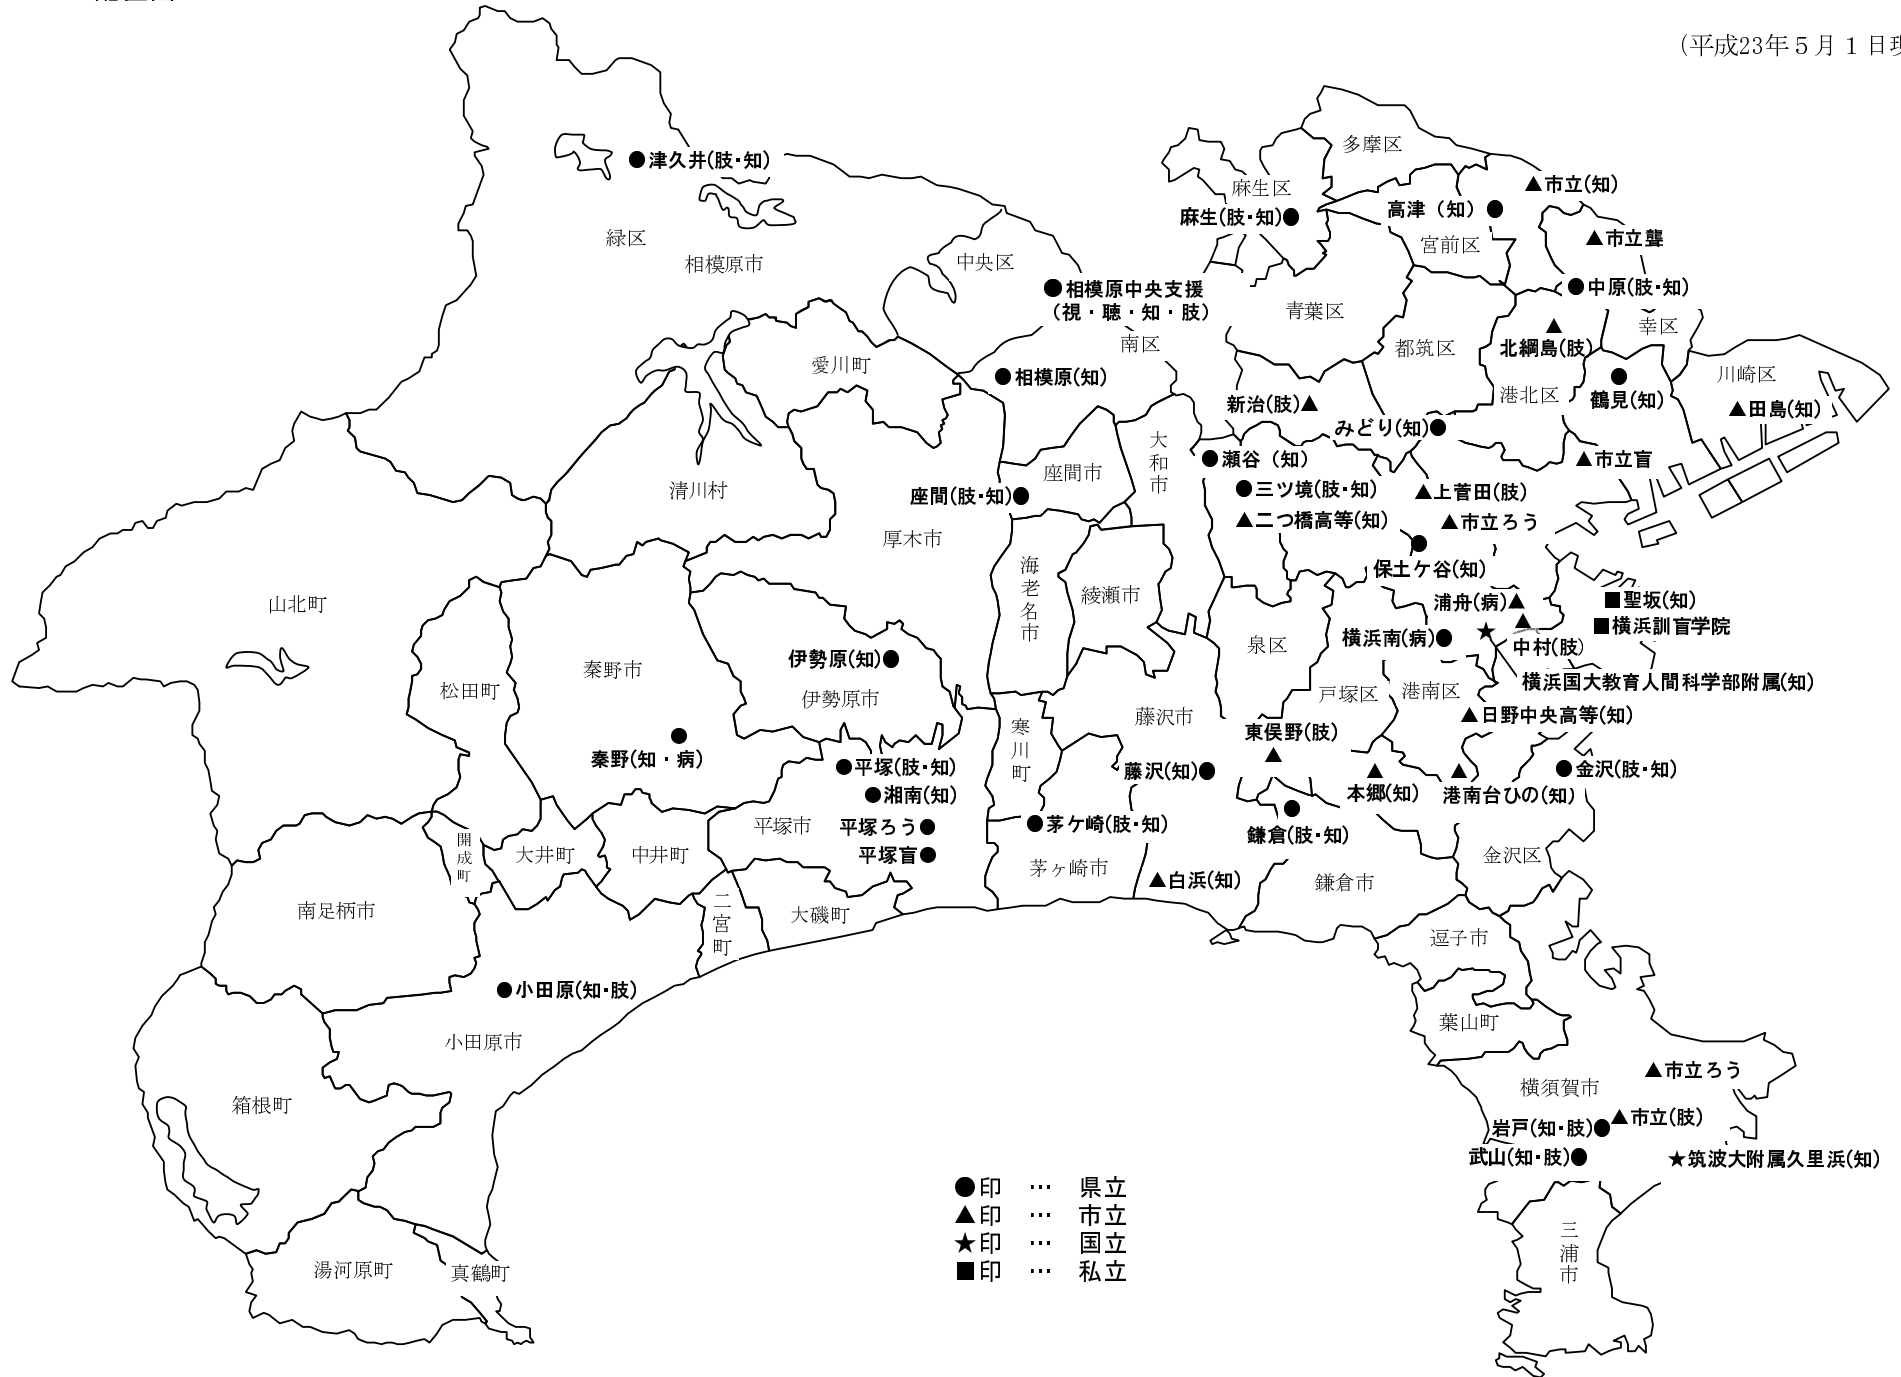 （平成23年５月１日現
多摩区
●津久井(肢・知)
麻生区
▲市立(知)
麻生(肢・知)●
高津（知）●
緑区
宮前区
▲市立聾
相模原市
中央区
●相模原中央支援
（視・聴・知・肢）
●中原(肢・知)
青葉区
幸区
▲
北綱島(肢)
南区
都筑区
愛川町
●相模原(知)
川崎区
●
鶴見(知)
港北区
新治(肢)▲
▲田島(知)
みどり(知)●
大和市
●瀬谷（知）
▲市立盲
座間市
清川村
座間(肢・知)●
●三ツ境(肢・知)
▲上菅田(肢)
▲二つ橋高等(知)
▲市立ろう
厚木市
●
保土ケ谷(知)
海老名市
綾瀬市
山北町
浦舟(病)▲
■聖坂(知)
■横浜訓盲学院
横浜南(病)●
★
▲
中村(肢)
泉区
伊勢原(知)●
秦野市
横浜国大教育人間科学部附属(知)
松田町
伊勢原市
戸塚区
港南区
藤沢市
▲日野中央高等(知)
東俣野(肢)
▲
寒川町
●
秦野(知・病)
●平塚(肢・知)
藤沢(知)●
▲
本郷(知)
▲
港南台ひの(知)
●金沢(肢・知)
●湘南(知)
平塚市
平塚ろう●
●茅ケ崎(肢・知)
●
鎌倉(肢・知)
開成町
大井町
中井町
平塚盲●
茅ヶ崎市
金沢区
▲白浜(知)
鎌倉市
南足柄市
二宮町
大磯町
逗子市
●小田原(知・肢)
葉山町
小田原市
▲市立ろう
横須賀市
箱根町
▲市立(肢)
岩戸(知・肢)●
武山(知・肢)●
★筑波大附属久里浜(知)
●印　…　県立
▲印　…　市立
★印　…　国立
■印　…　私立
三浦市
湯河原町
真鶴町